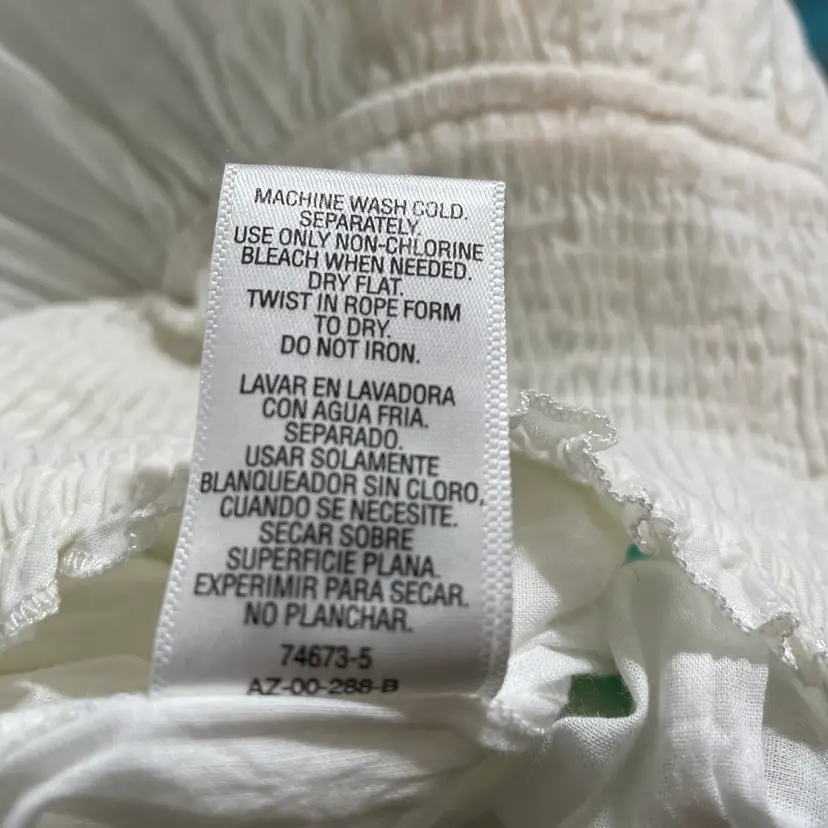 MACHINE WASH COLD.
SEPARATELY.
USE ONLY NON-CHLORINE
BLEACH WHEN NEEDED.
DRY FLAT.
TWIST IN ROPE FORM
TO DRY.
DO NOT IRON.
LAVAR EN LAVADORA
CON AGUA FRIA.
SEPARADO.
USAR SOLAMENTE
BLANQUEADOR SIN CLORO,
CUANDO SE NECESITE.
SECAR SOBRE
SUPERFICIE PLANA.
EXPERIMIR PARA SECAR.
NO PLANCHAR.
74673-5
AZ-00-288-B